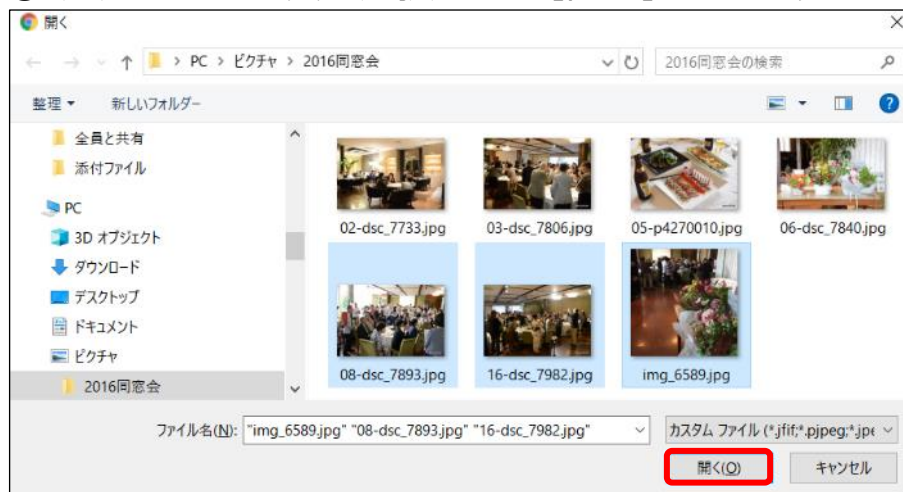 開く
PC > ピクチャ > 2016同窓会
2016同窓会の検索
整理
新しいフォルダー
全員と共有
添付ファイル
PC
3D オブジェクト
ダウンロード
デスクトップ
ドキュメント
ピクチャ
2016同窓会
02-dsc_7733.jpg
03-dsc_7806.jpg
05-p4270010.jpg
06-dsc_7840.jpg
08-dsc_7893.jpg
16-dsc_7982.jpg
img_6589.jpg
ファイル名(N): "img_6589.jpg" "08-dsc_7893.jpg" "16-dsc_7982.jpg"
カスタム ファイル (*.jfif;*.pjpeg;*.jpe
開く(O)
キャンセル